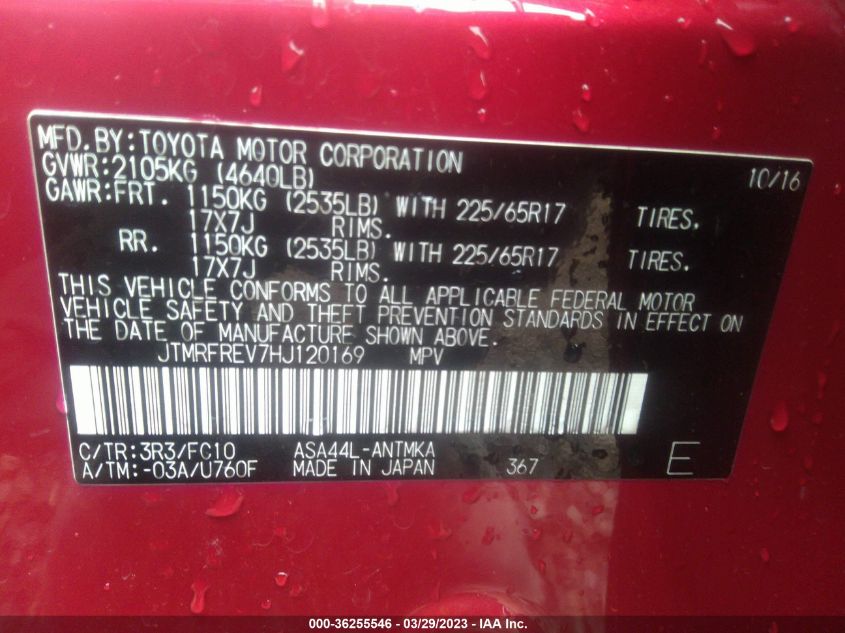 MFD. BY: TOYOTA MOTOR CORPORATION 10/16
GVWR: 2105KG (4640LB)
GAWR: FRT. 1150KG (2535LB) WITH 225/65R17 TIRES,
17X7J RIMS.
RR. 1150KG (2535LB) WITH 225/65R17 TIRES.
17X7J RIMS.
THIS VEHICLE CONFORMS TO ALL APPLICABLE FEDERAL MOTOR
VEHICLE SAFETY AND THEFT PREVENTION STANDARDS IN EFFECT ON
THE DATE OF MANUFACTURE SHOWN ABOVE.
JTMRFREV7HJ120169 MPV
C/TR: 3R3/FC10 ASA44L-ANTMKA
A/TM: -03A/U760F MADE IN JAPAN 367 E
000-36255546 - 03/29/2023 - IAA Inc.